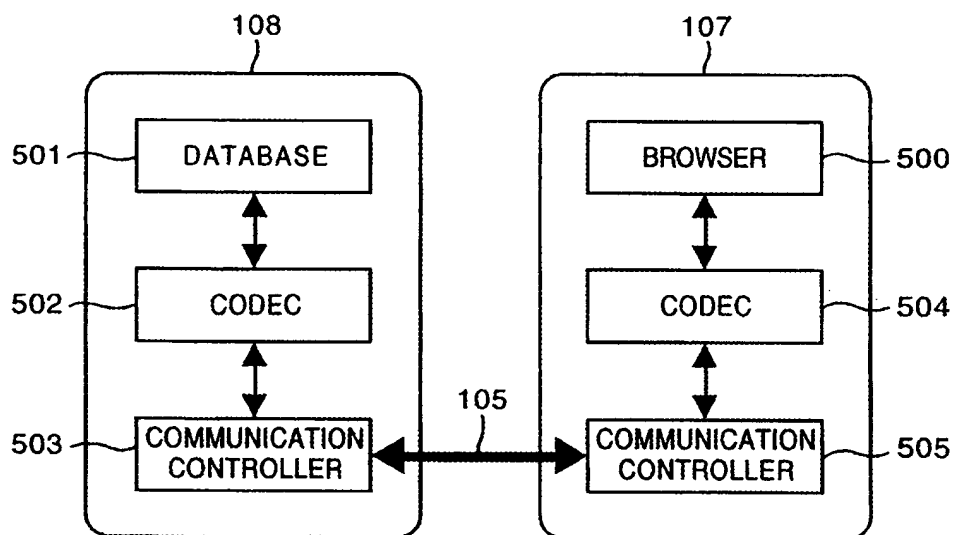 108
107
501
DATABASE
BROWSER
500
502
CODEC
CODEC
504
105
503
COMMUNICATION
CONTROLLER
COMMUNICATION
CONTROLLER
505